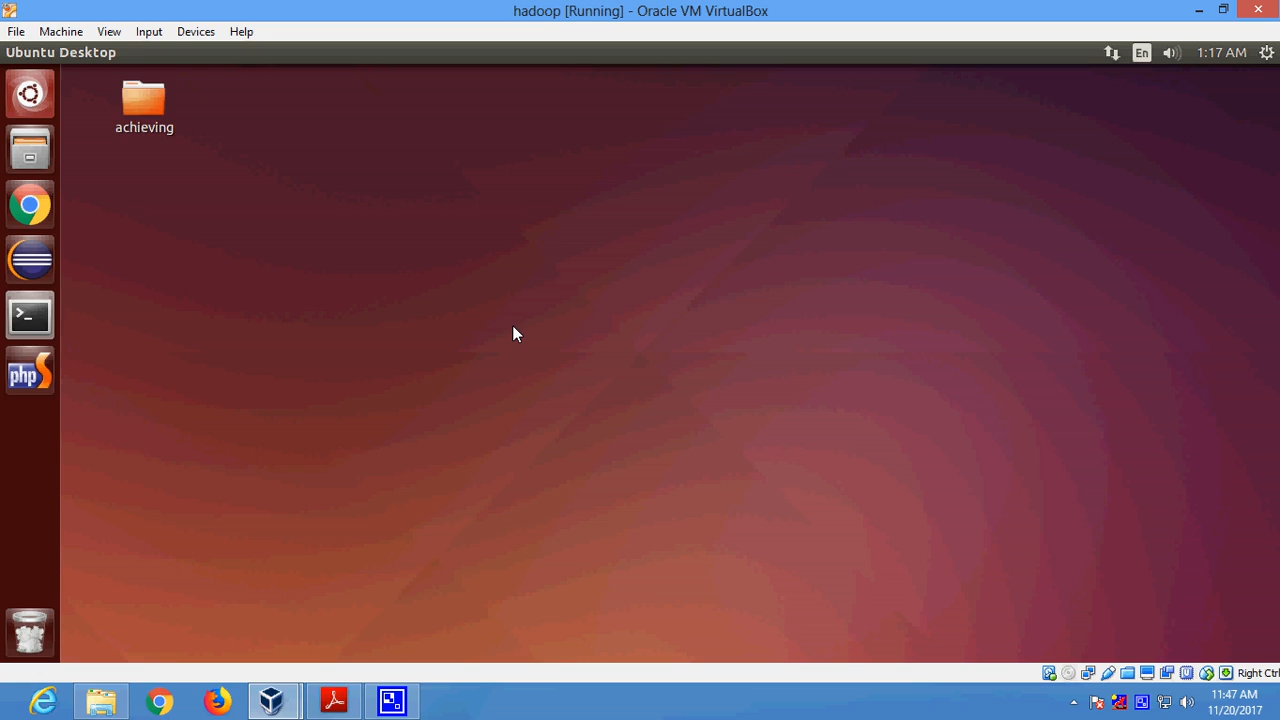 hadoop [Running] - Oracle VM VirtualBox
File Machine View Input Devices Help
Ubuntu Desktop
En
1:17 AM
achieving
>_
php
Right Ctrl
11:47 AM
11/20/2017